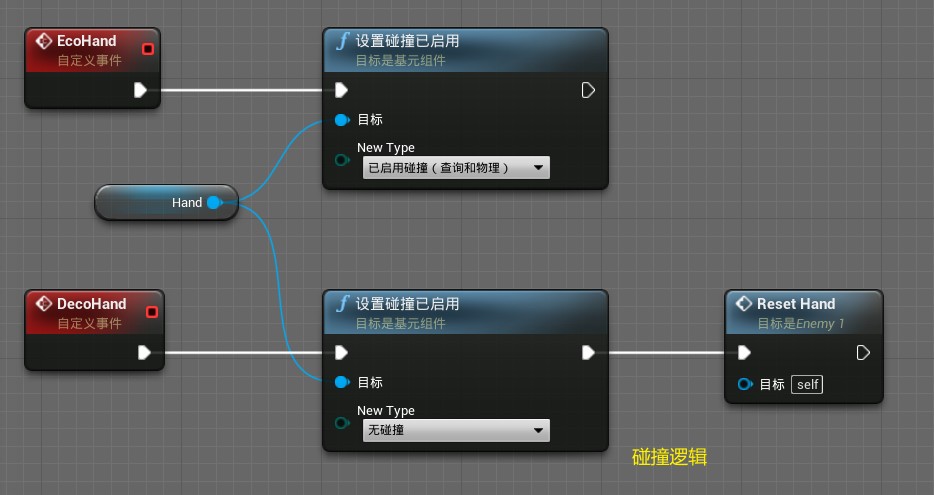 EcoHand
自定义事件
设置碰撞已启用
目标是基元组件
目标
New Type
已启用碰撞（查询和物理）
Hand
DecoHand
自定义事件
设置碰撞已启用
目标是基元组件
目标
New Type
无碰撞
Reset Hand
目标是Enemy 1
目标 self
碰撞逻辑